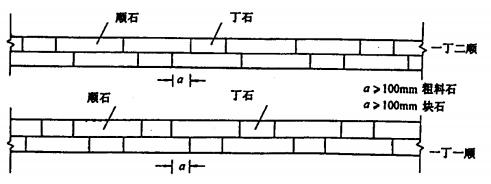 顺石 丁石
一丁二顺
a
a⩾100mm 粗料石
a⩾100mm 块石
顺石 丁石
一丁一顺
a